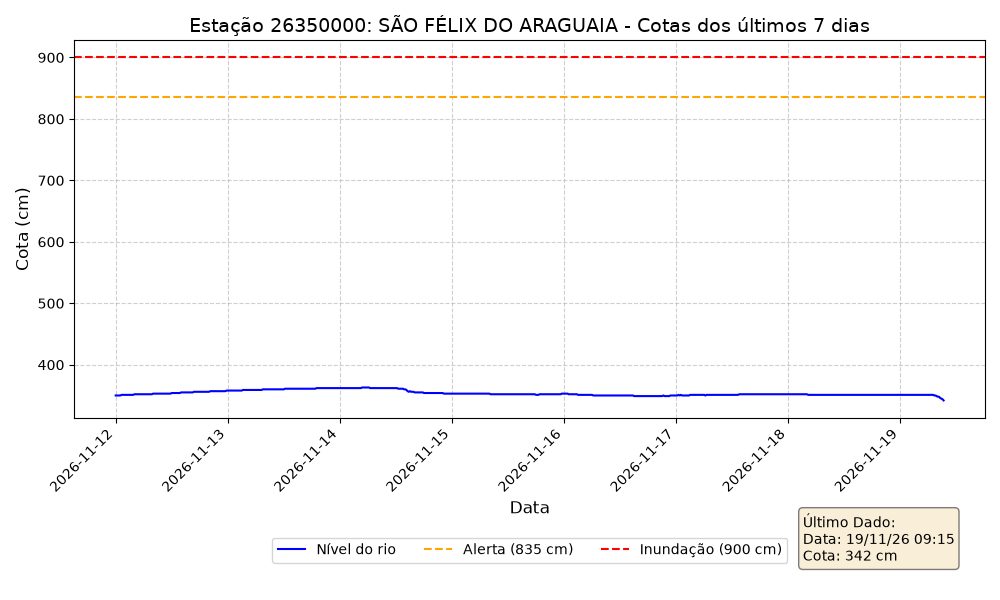 Estação 26350000: SÃO FÉLIX DO ARAGUAIA - Cotas dos últimos 7 dias
Cota (cm)
900
800
700
600
500
400
2026-11-12
2026-11-13
2026-11-14
2026-11-15
2026-11-16
2026-11-17
2026-11-18
2026-11-19
Data
Nível do rio
Alerta (835 cm)
Inundação (900 cm)
Último Dado:
Data: 19/11/26 09:15
Cota: 342 cm